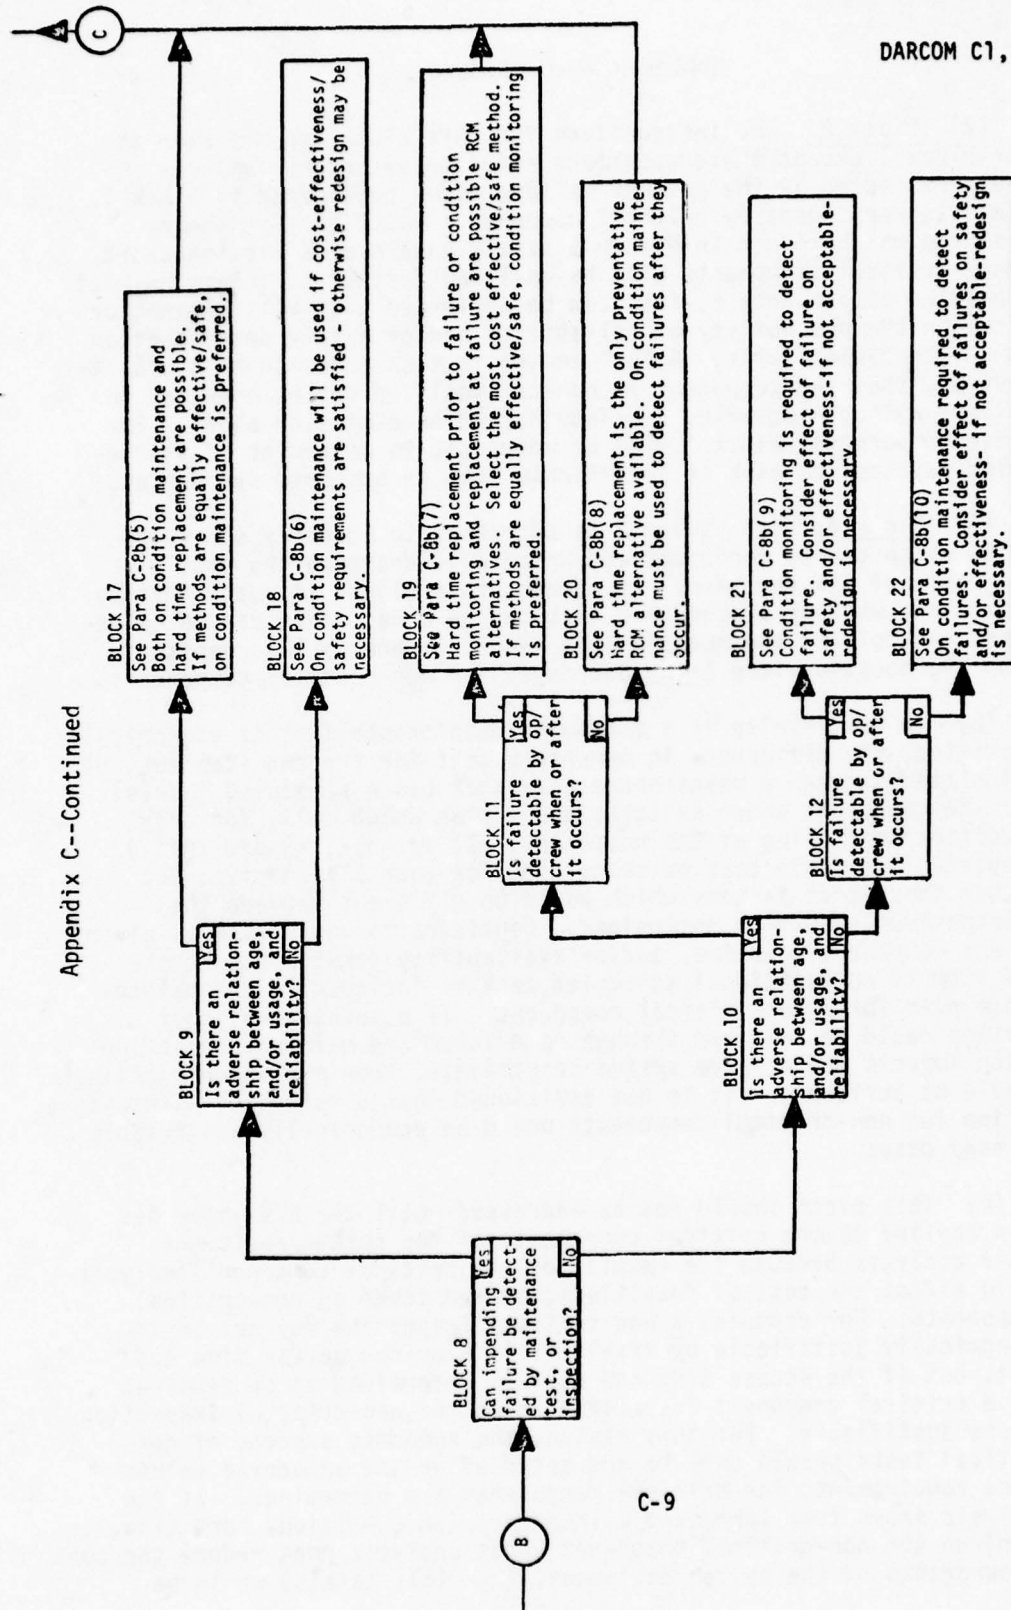 DARCOM C1,
Appendix C--Continued
B
BLOCK 8
Can impending
failure be detect-
ed by maintenance
test, or
inspection?
Yes
No
BLOCK 9
Is there an
adverse relation-
ship between age,
and/or usage, and
reliability?
Yes
No
BLOCK 10
Is there an
adverse relation-
ship between age,
and/or usage, and
reliability?
Yes
No
BLOCK 11
Is failure
detectable by op/
crew when or after
it occurs?
Yes
No
BLOCK 12
Is failure
detectable by op/
crew when or after
it occurs?
Yes
No
BLOCK 17
See Para C-8b(5)
Both on condition maintenance and
hard time replacement are possible.
If methods are equally effective/safe,
on condition maintenance is preferred.
BLOCK 18
See Para C-8b(6)
On condition maintenance will be used if cost-effectiveness/
safety requirements are satisfied - otherwise redesign may be
necessary.
BLOCK 19
See Para C-8b(7)
Hard time replacement prior to failure or condition
monitoring and replacement at failure are possible RCM
alternatives. Select the most cost effective/safe method.
If methods are equally effective/safe, condition monitoring
is preferred.
BLOCK 20
See Para C-8b(8)
Hard time replacement is the only preventative
RCM alternative available. On condition mainte-
nance must be used to detect failures after they
occur.
BLOCK 21
See Para C-8b(9)
Condition monitoring is required to detect
failure. Consider effect of failure on
safety and/or effectiveness-if not acceptable-
redesign is necessary.
BLOCK 22
See Para C-8b(10)
On condition maintenance required to detect
failures. Consider effect of failures on safety
and/or effectiveness- if not acceptable-redesign
is necessary.
C
C-9